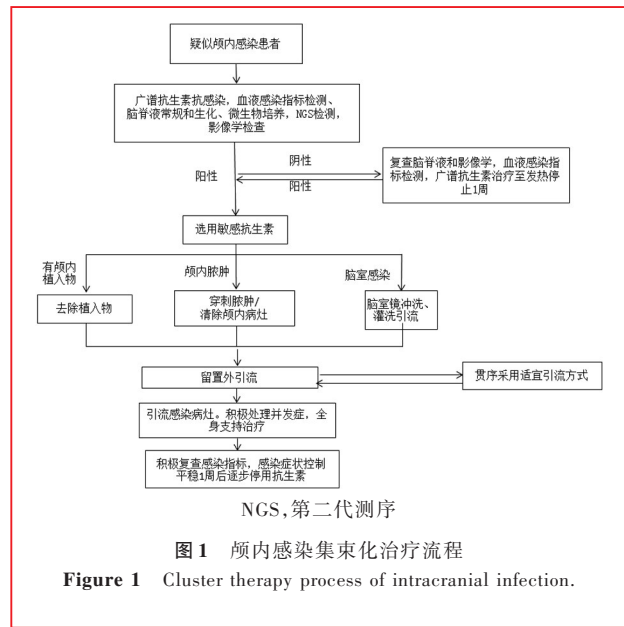 疑似颅内感染患者
广谱抗生素抗感染，血液感染指标检测、
脑脊液常规和生化、微生物培养，NGS检测，
影像学检查
阴性
阳性
阳性
复查脑脊液和影像学，血液感染指
标检测，广谱抗生素治疗至发热停
止1周
选用敏感抗生素
有颅内
植入物
颅内脓肿
脑室感染
去除植入物
穿刺脓肿/
清除颅内病灶
脑室镜冲洗、
灌洗引流
留置外引流
贯序采用适宜引流方式
引流感染病灶。积极处理并发症，全
身支持治疗
积极复查感染指标，感染症状控制
平稳1周后逐步停用抗生素
NGS,第二代测序
图1 颅内感染集束化治疗流程
Figure 1 Cluster therapy process of intracranial infection.